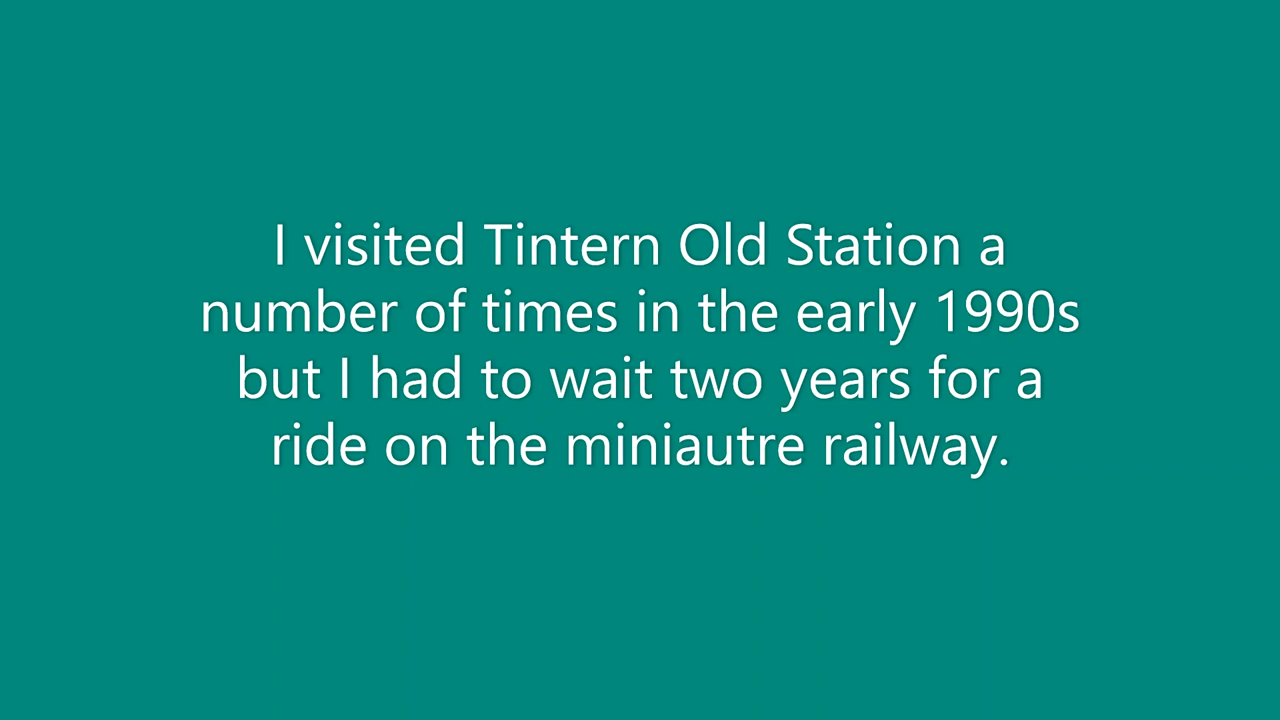 I visited Tintern Old Station a
number of times in the early 1990s
but I had to wait two years for a
ride on the miniautre railway.